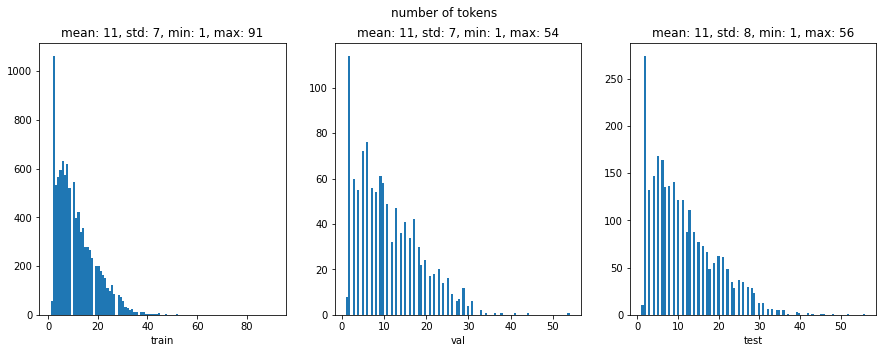 number of tokens
mean: 11, std: 7, min: 1, max: 91
1000
800
600
400
200
0
0 20 40 60 80
train
mean: 11, std: 7, min: 1, max: 54
100
80
60
40
20
0
0 10 20 30 40 50
val
mean: 11, std: 8, min: 1, max: 56
250
200
150
100
50
0
0 10 20 30 40 50
test